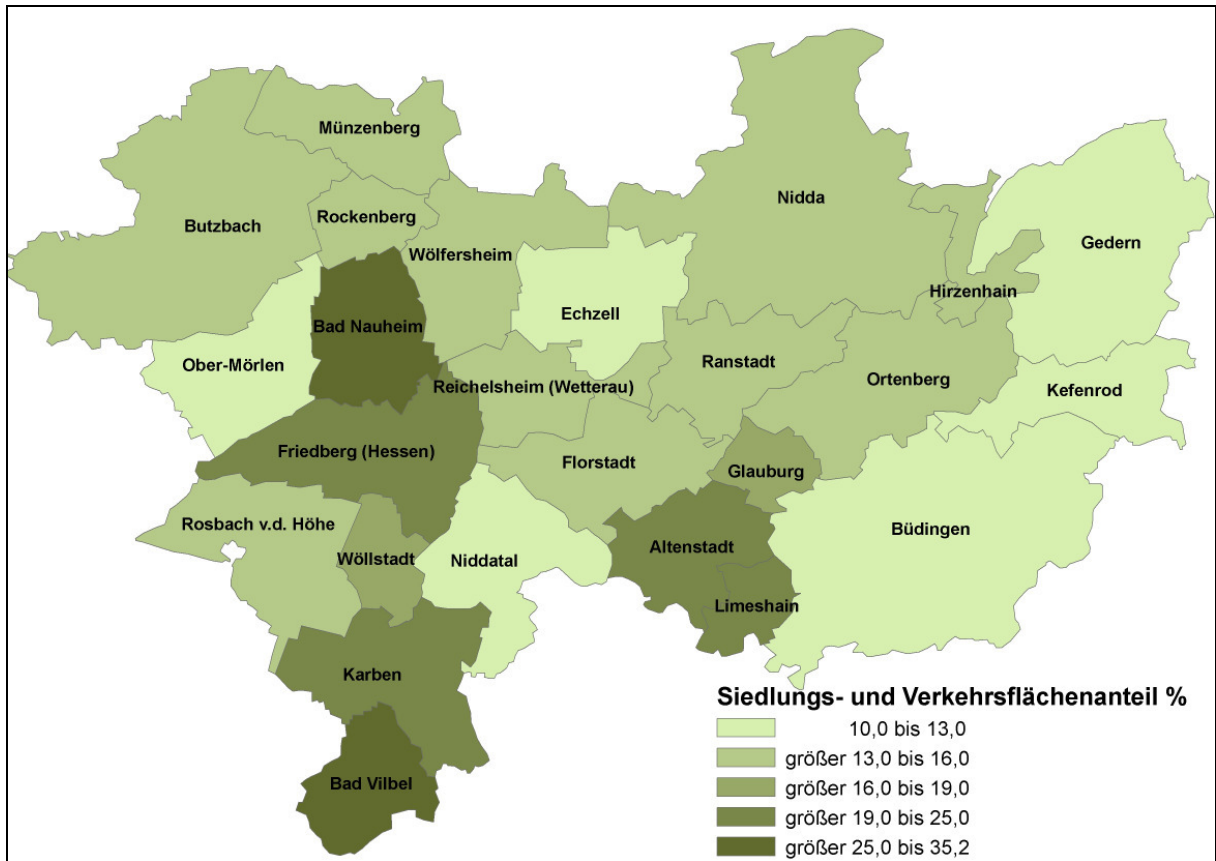 Münzenberg
Nidda
Rockenberg
Butzbach
Gedern
Wölfersheim
Hirzenhain
Echzell
Bad Nauheim
Ober-Mörlen
Ranstadt
Ortenberg
Reichelsheim (Wetterau)
Kefenrod
Friedberg (Hessen)
Florstadt
Glauburg
Rosbach v.d. Höhe
Büdingen
Altenstadt
Wöllstadt
Niddatal
Limeshain
Karben
Bad Vilbel
Siedlungs- und Verkehrsflächenanteil %
10,0 bis 13,0
größer 13,0 bis 16,0
größer 16,0 bis 19,0
größer 19,0 bis 25,0
größer 25,0 bis 35,2